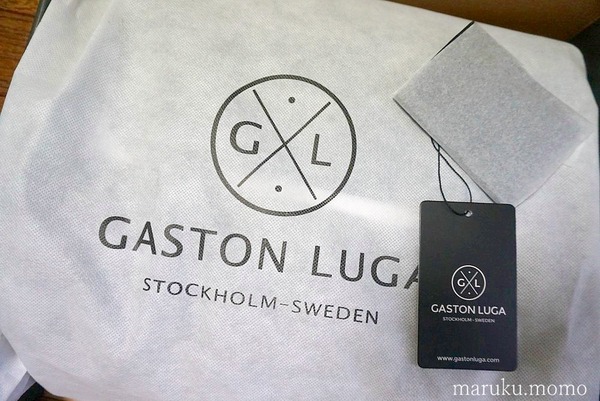 G L
GASTON LUGA
STOCKHOLM-SWEDEN
G L
GASTON LUGA
STOCKHOLM-SWEDEN
www.gastonluga.com
maruku.momo